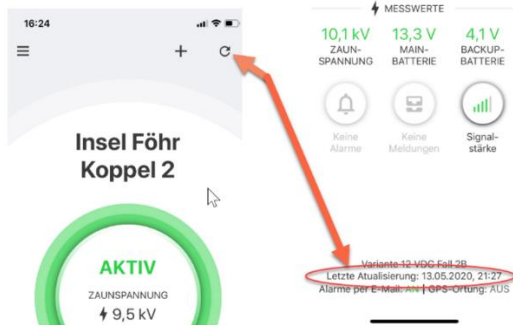 16:24
Insel Föhr
Koppel 2
AKTIV
ZAUNSPANNUNG
9,5 kV
MESSWERTE
10,1 kV
ZAUN-
SPANNUNG
13,3 V
MAIN-
BATTERIE
4,1 V
BACKUP-
BATTERIE
Keine
Alarme
Keine
Meldungen
Signal-
stärke
Variante 12 VDC Fall 2B
Letzte Atualisierung: 13.05.2020, 21:27
Alarme per E-Mail: AN | GPS-Ortung: AUS